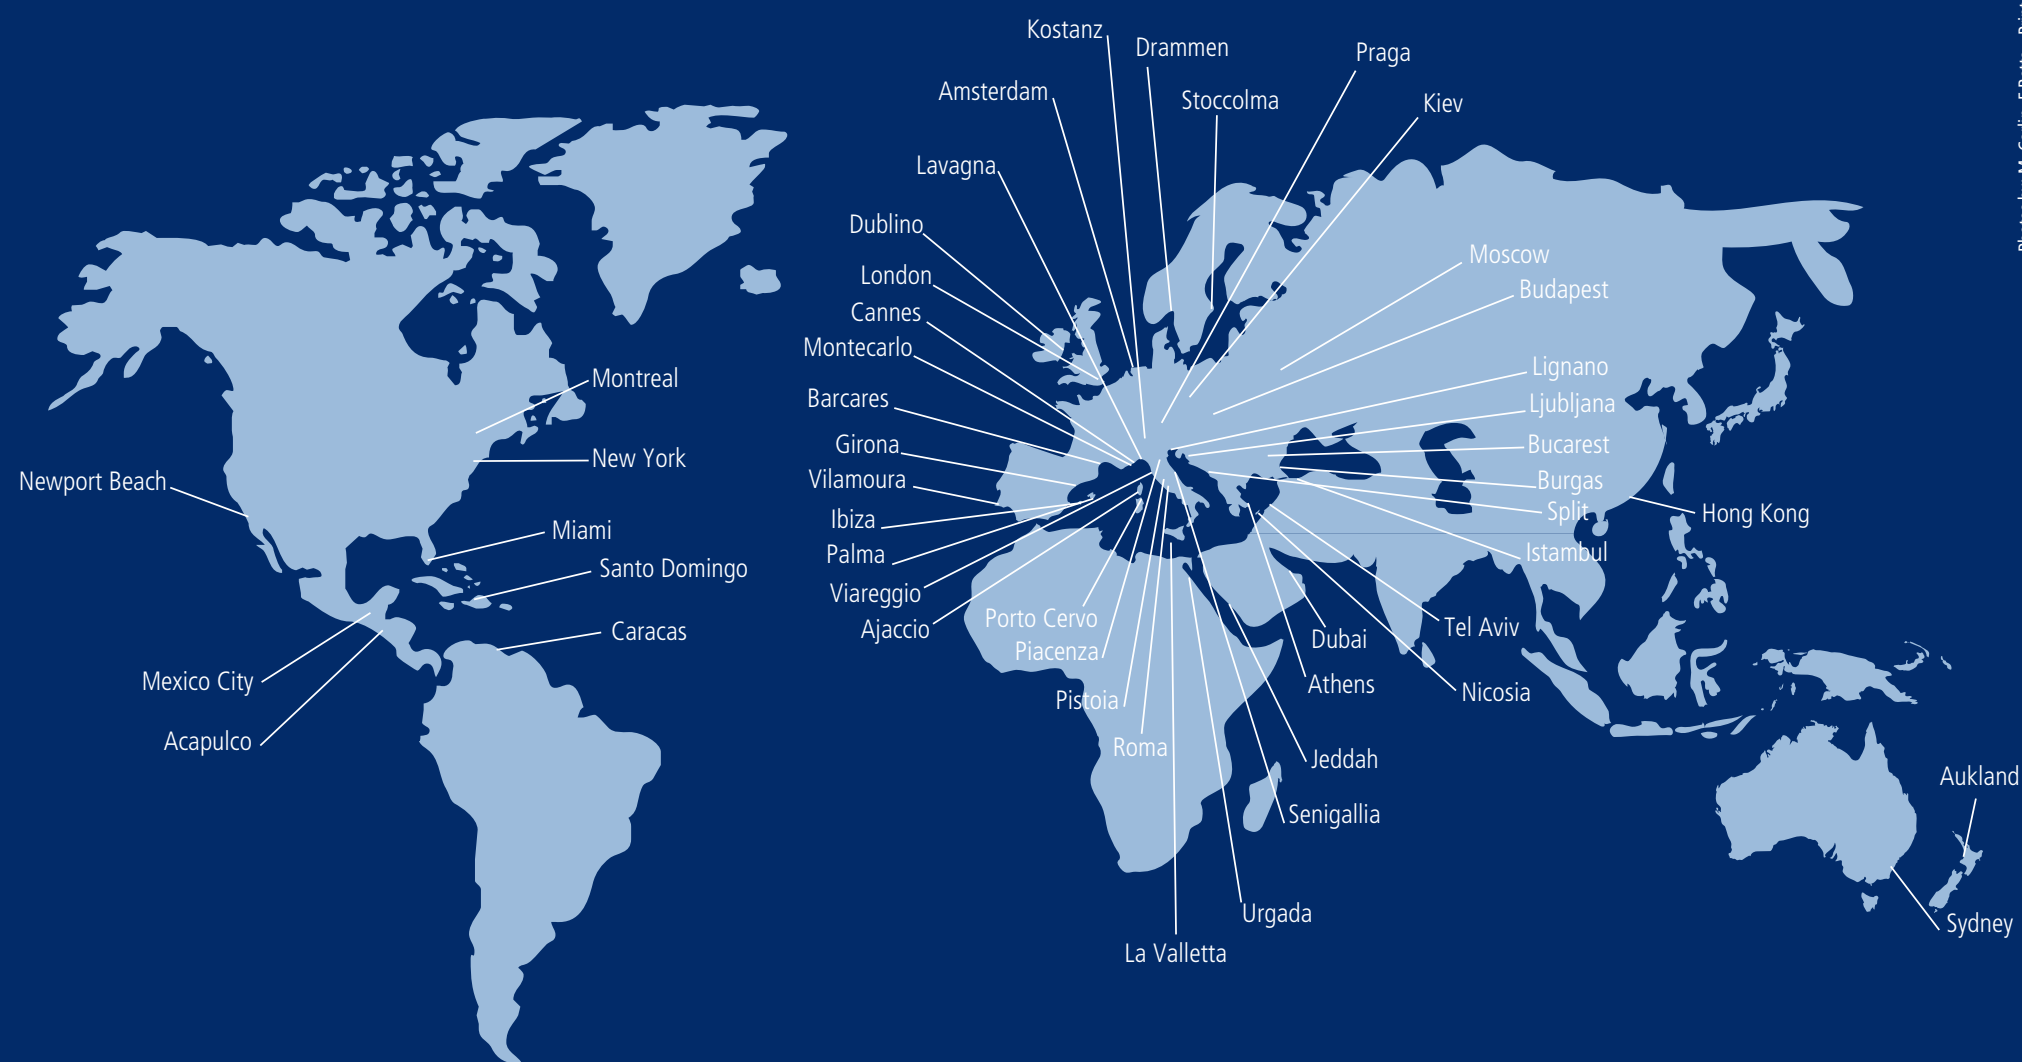 Kostanz
Drammen
Praga
Amsterdam
Stoccolma
Kiev
Lavagna
Dublino
London
Cannes
Montecarlo
Barcares
Girona
Vilamoura
Ibiza
Palma
Viareggio
Ajaccio
Porto Cervo
Piacenza
Pistoia
Roma
La Valletta
Urgada
Senigallia
Jeddah
Athens
Dubai
Nicosia
Tel Aviv
Moscow
Budapest
Lignano
Ljubljana
Bucarest
Burgas
Split
Istambul
Hong Kong
Aukland
Sydney
Montreal
New York
Newport Beach
Miami
Santo Domingo
Caracas
Mexico City
Acapulco